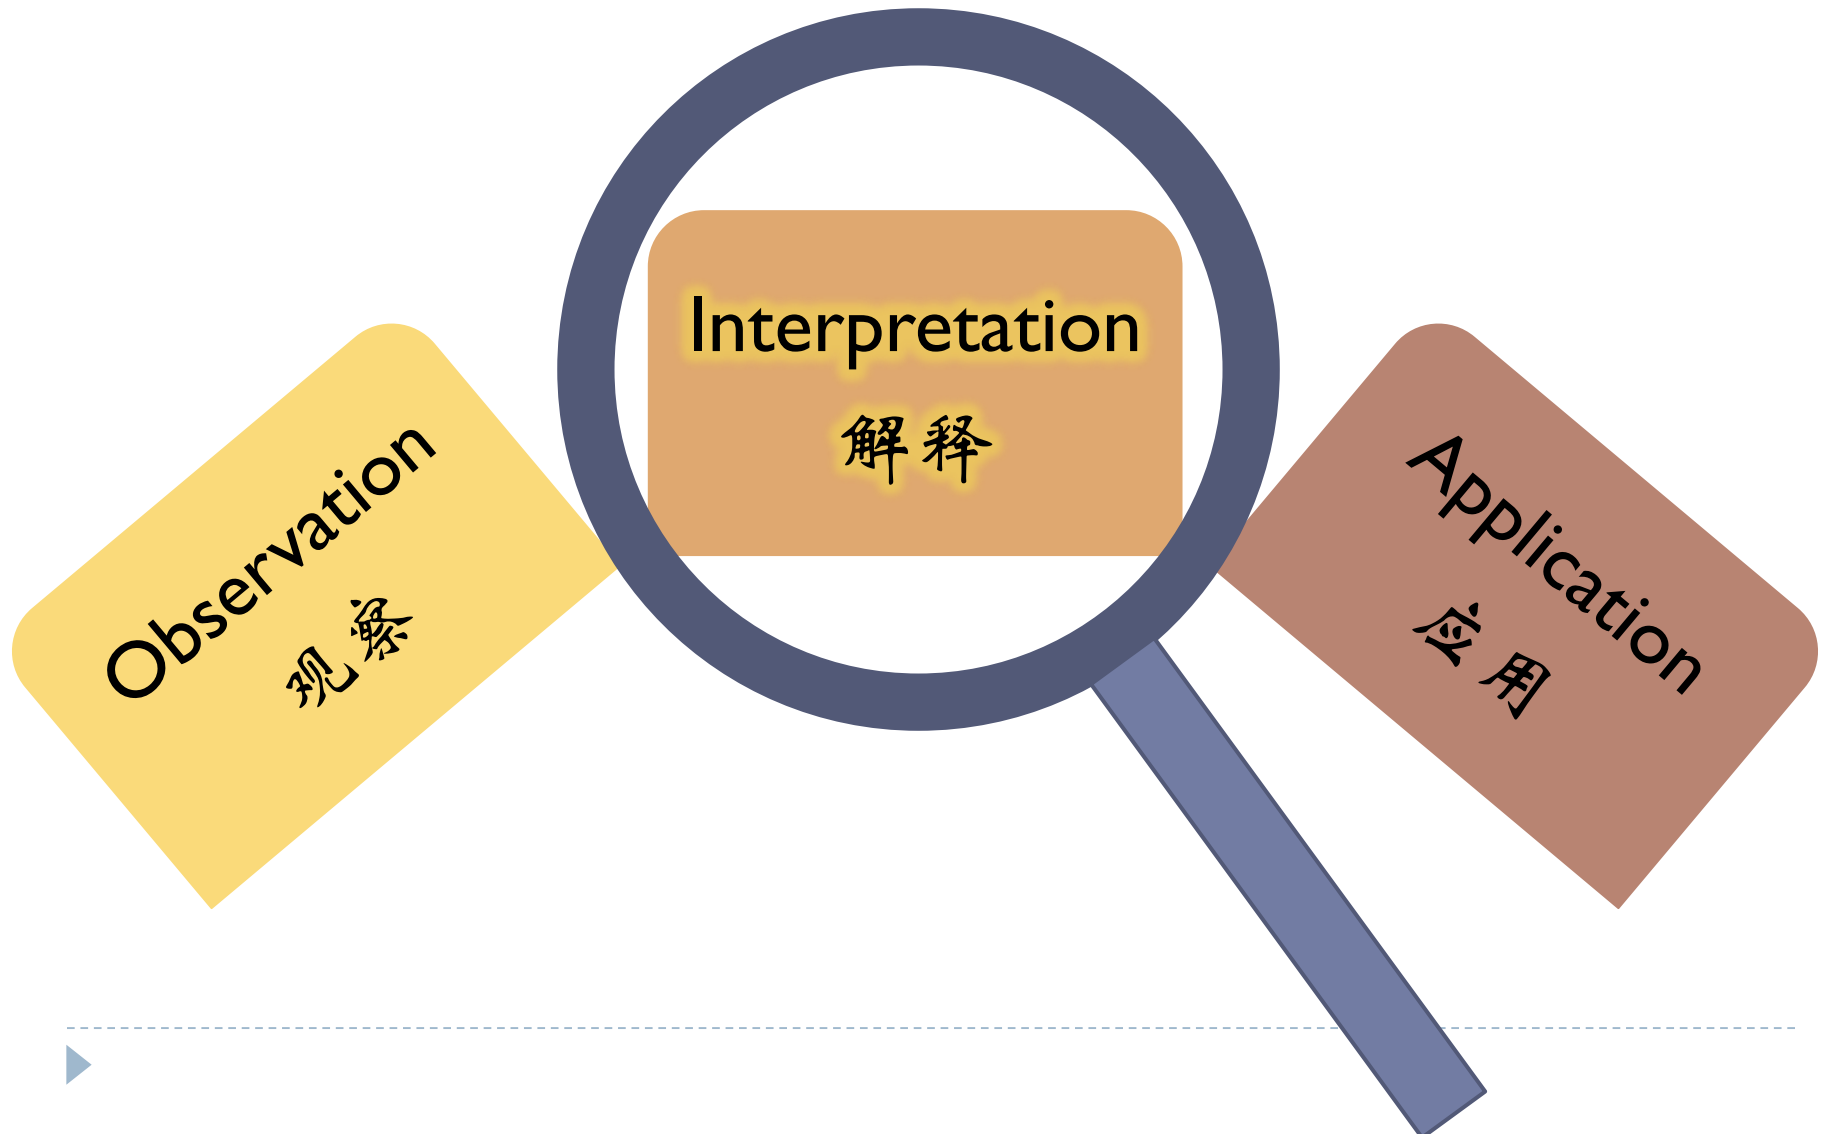 Observation
观察
Interpretation
解释
Application
应用